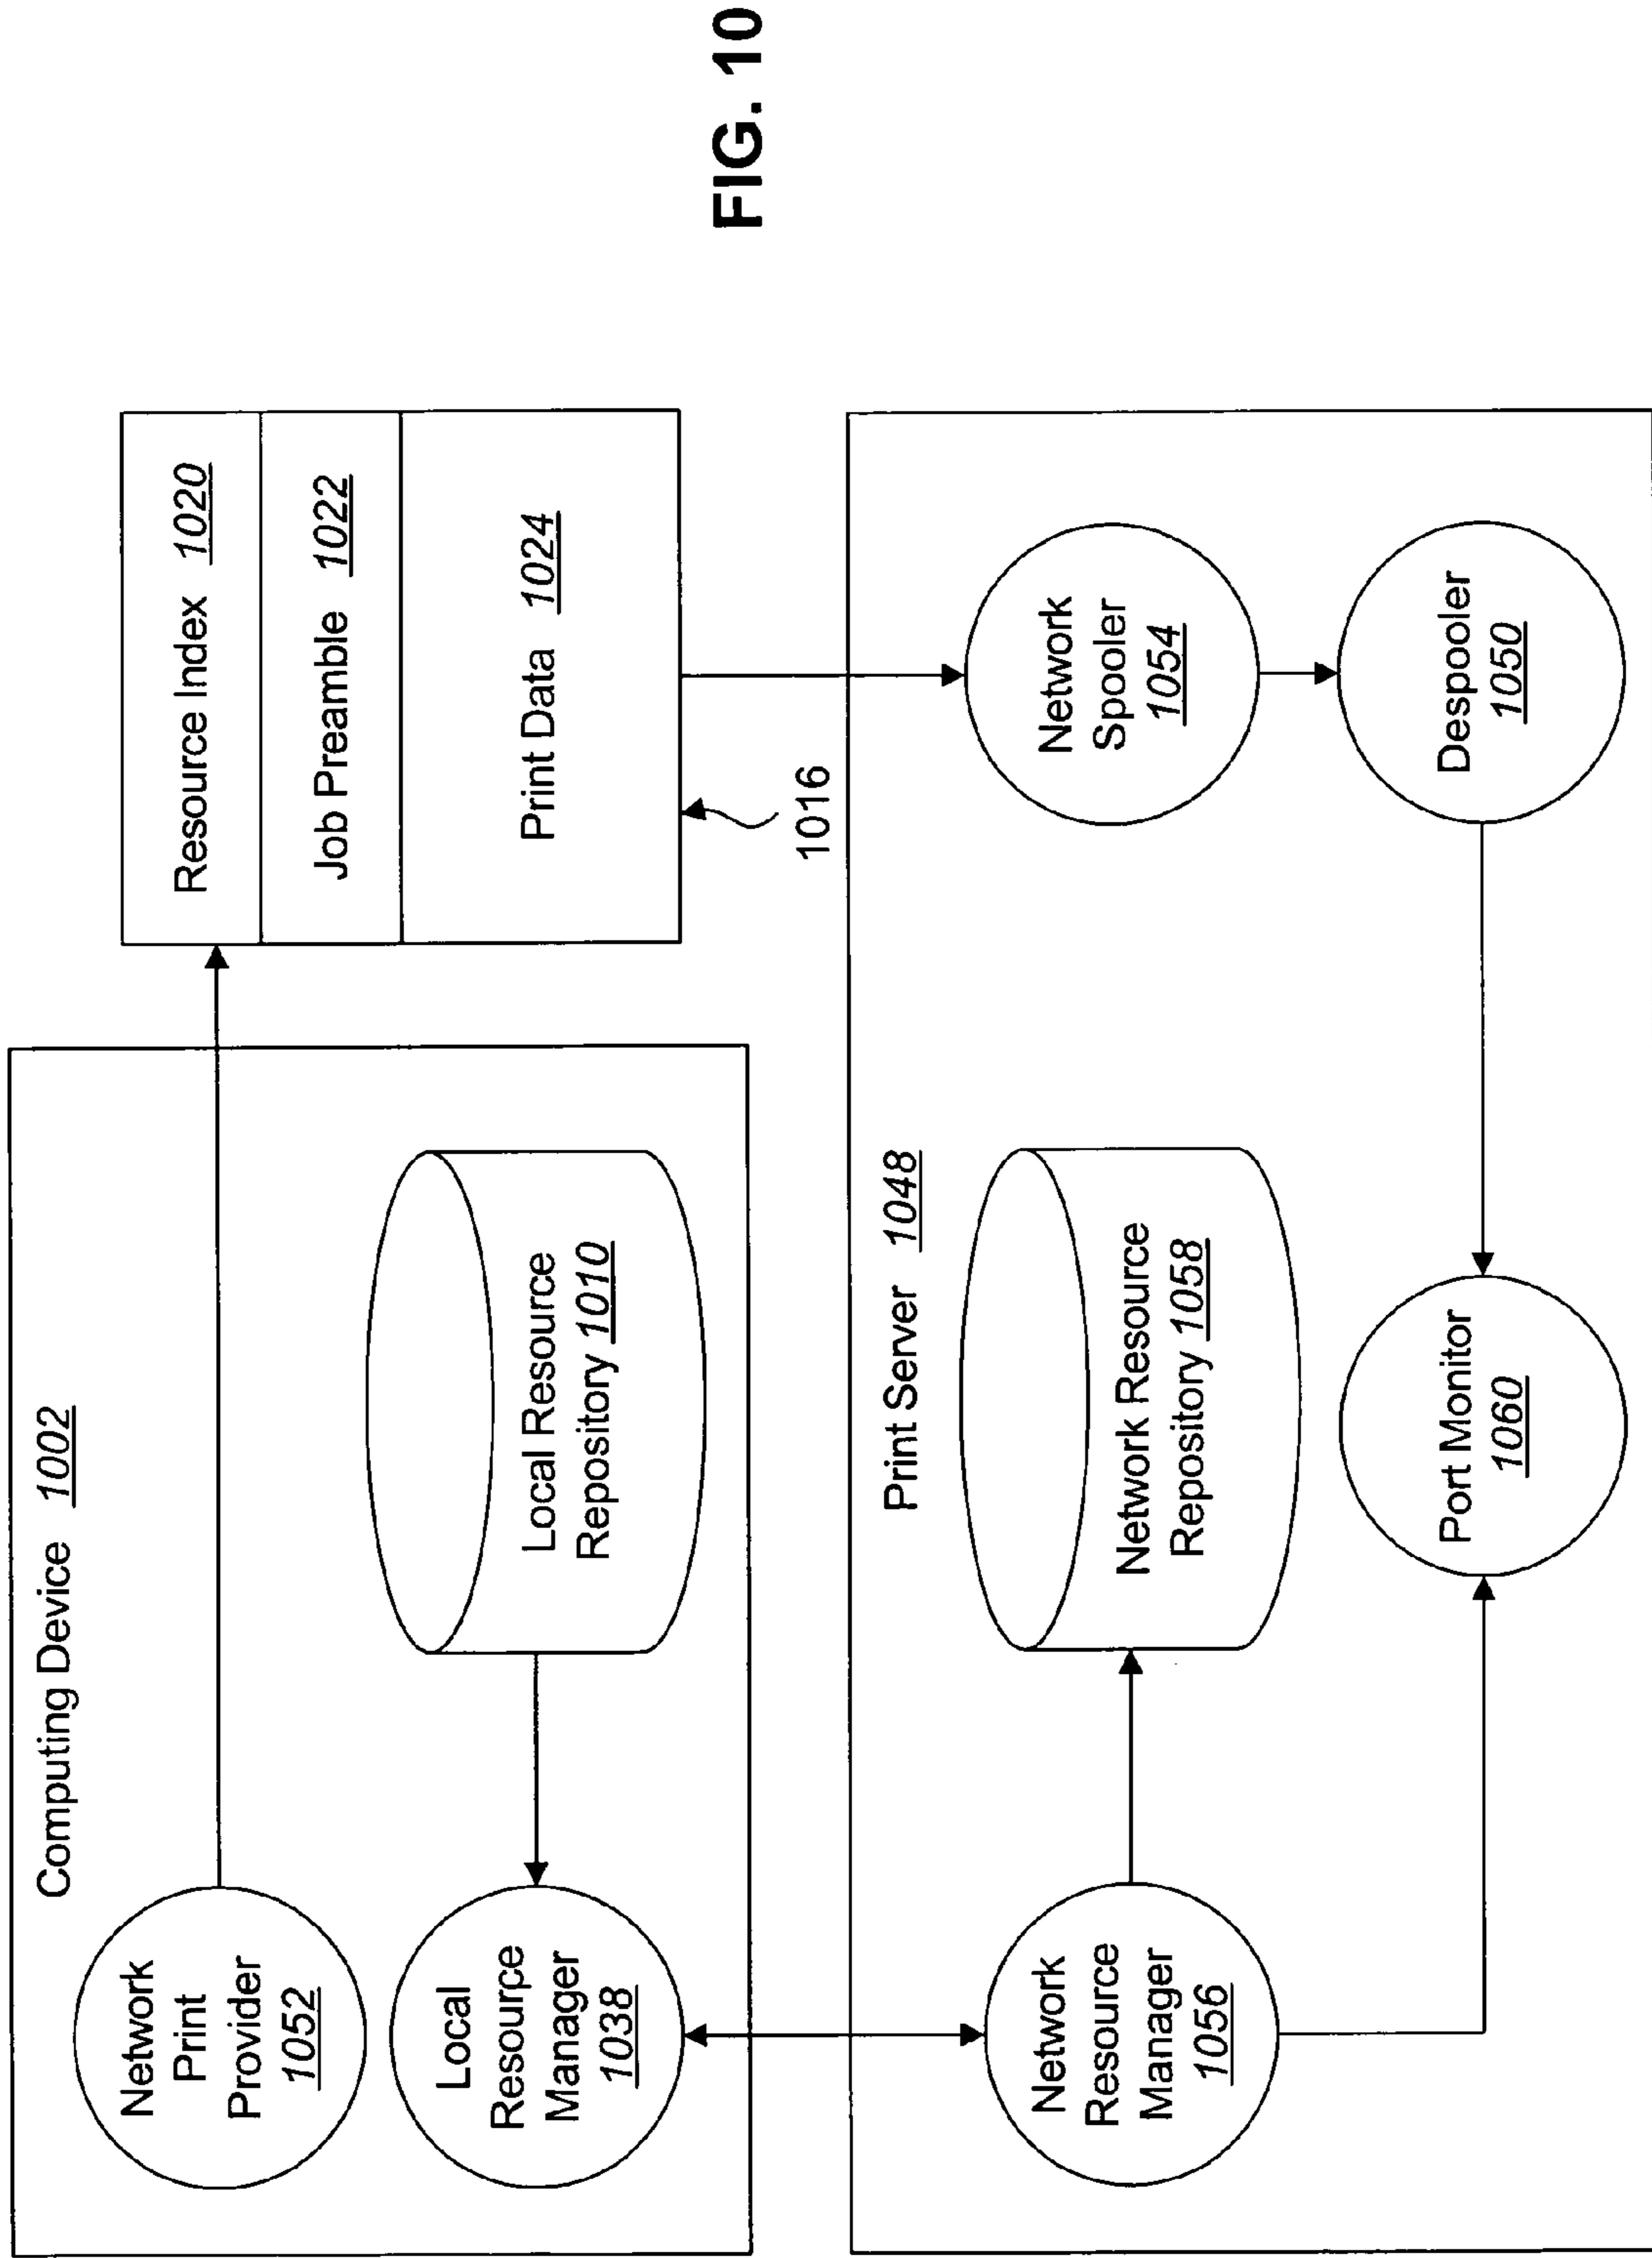 Computing Device 1002
Network
Print
Provider
1052
Local
Resource
Manager
1038
Local Resource
Repository 1010
Resource Index 1020
Job Preamble 1022
Print Data 1024
1016
Print Server 1048
Network
Resource
Manager
1056
Network Resource
Repository 1058
Port Monitor
1060
Network
Spooler
1054
Despooler
1050
FIG. 10